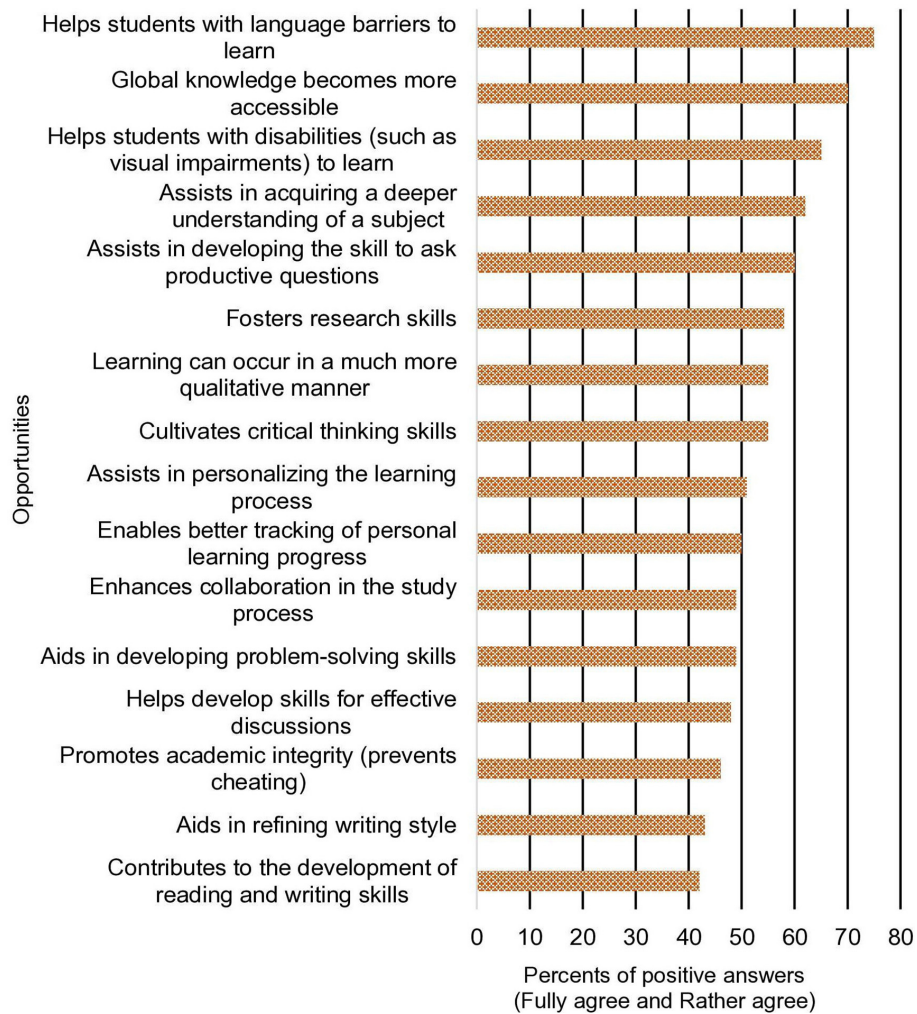 Helps students with language barriers to
learn
Global knowledge becomes more
accessible
Helps students with disabilities (such as
visual impairments) to learn
Assists in acquiring a deeper
understanding of a subject
Assists in developing the skill to ask
productive questions
Fosters research skills
Learning can occur in a much more
qualitative manner
Cultivates critical thinking skills
Assists in personalizing the learning
process
Enables better tracking of personal
learning progress
Enhances collaboration in the study
process
Aids in developing problem-solving skills
Helps develop skills for effective
discussions
Promotes academic integrity (prevents
cheating)
Aids in refining writing style
Contributes to the development of
reading and writing skills
Opportunities
0 10 20 30 40 50 60 70 80
Percents of positive answers
(Fully agree and Rather agree)